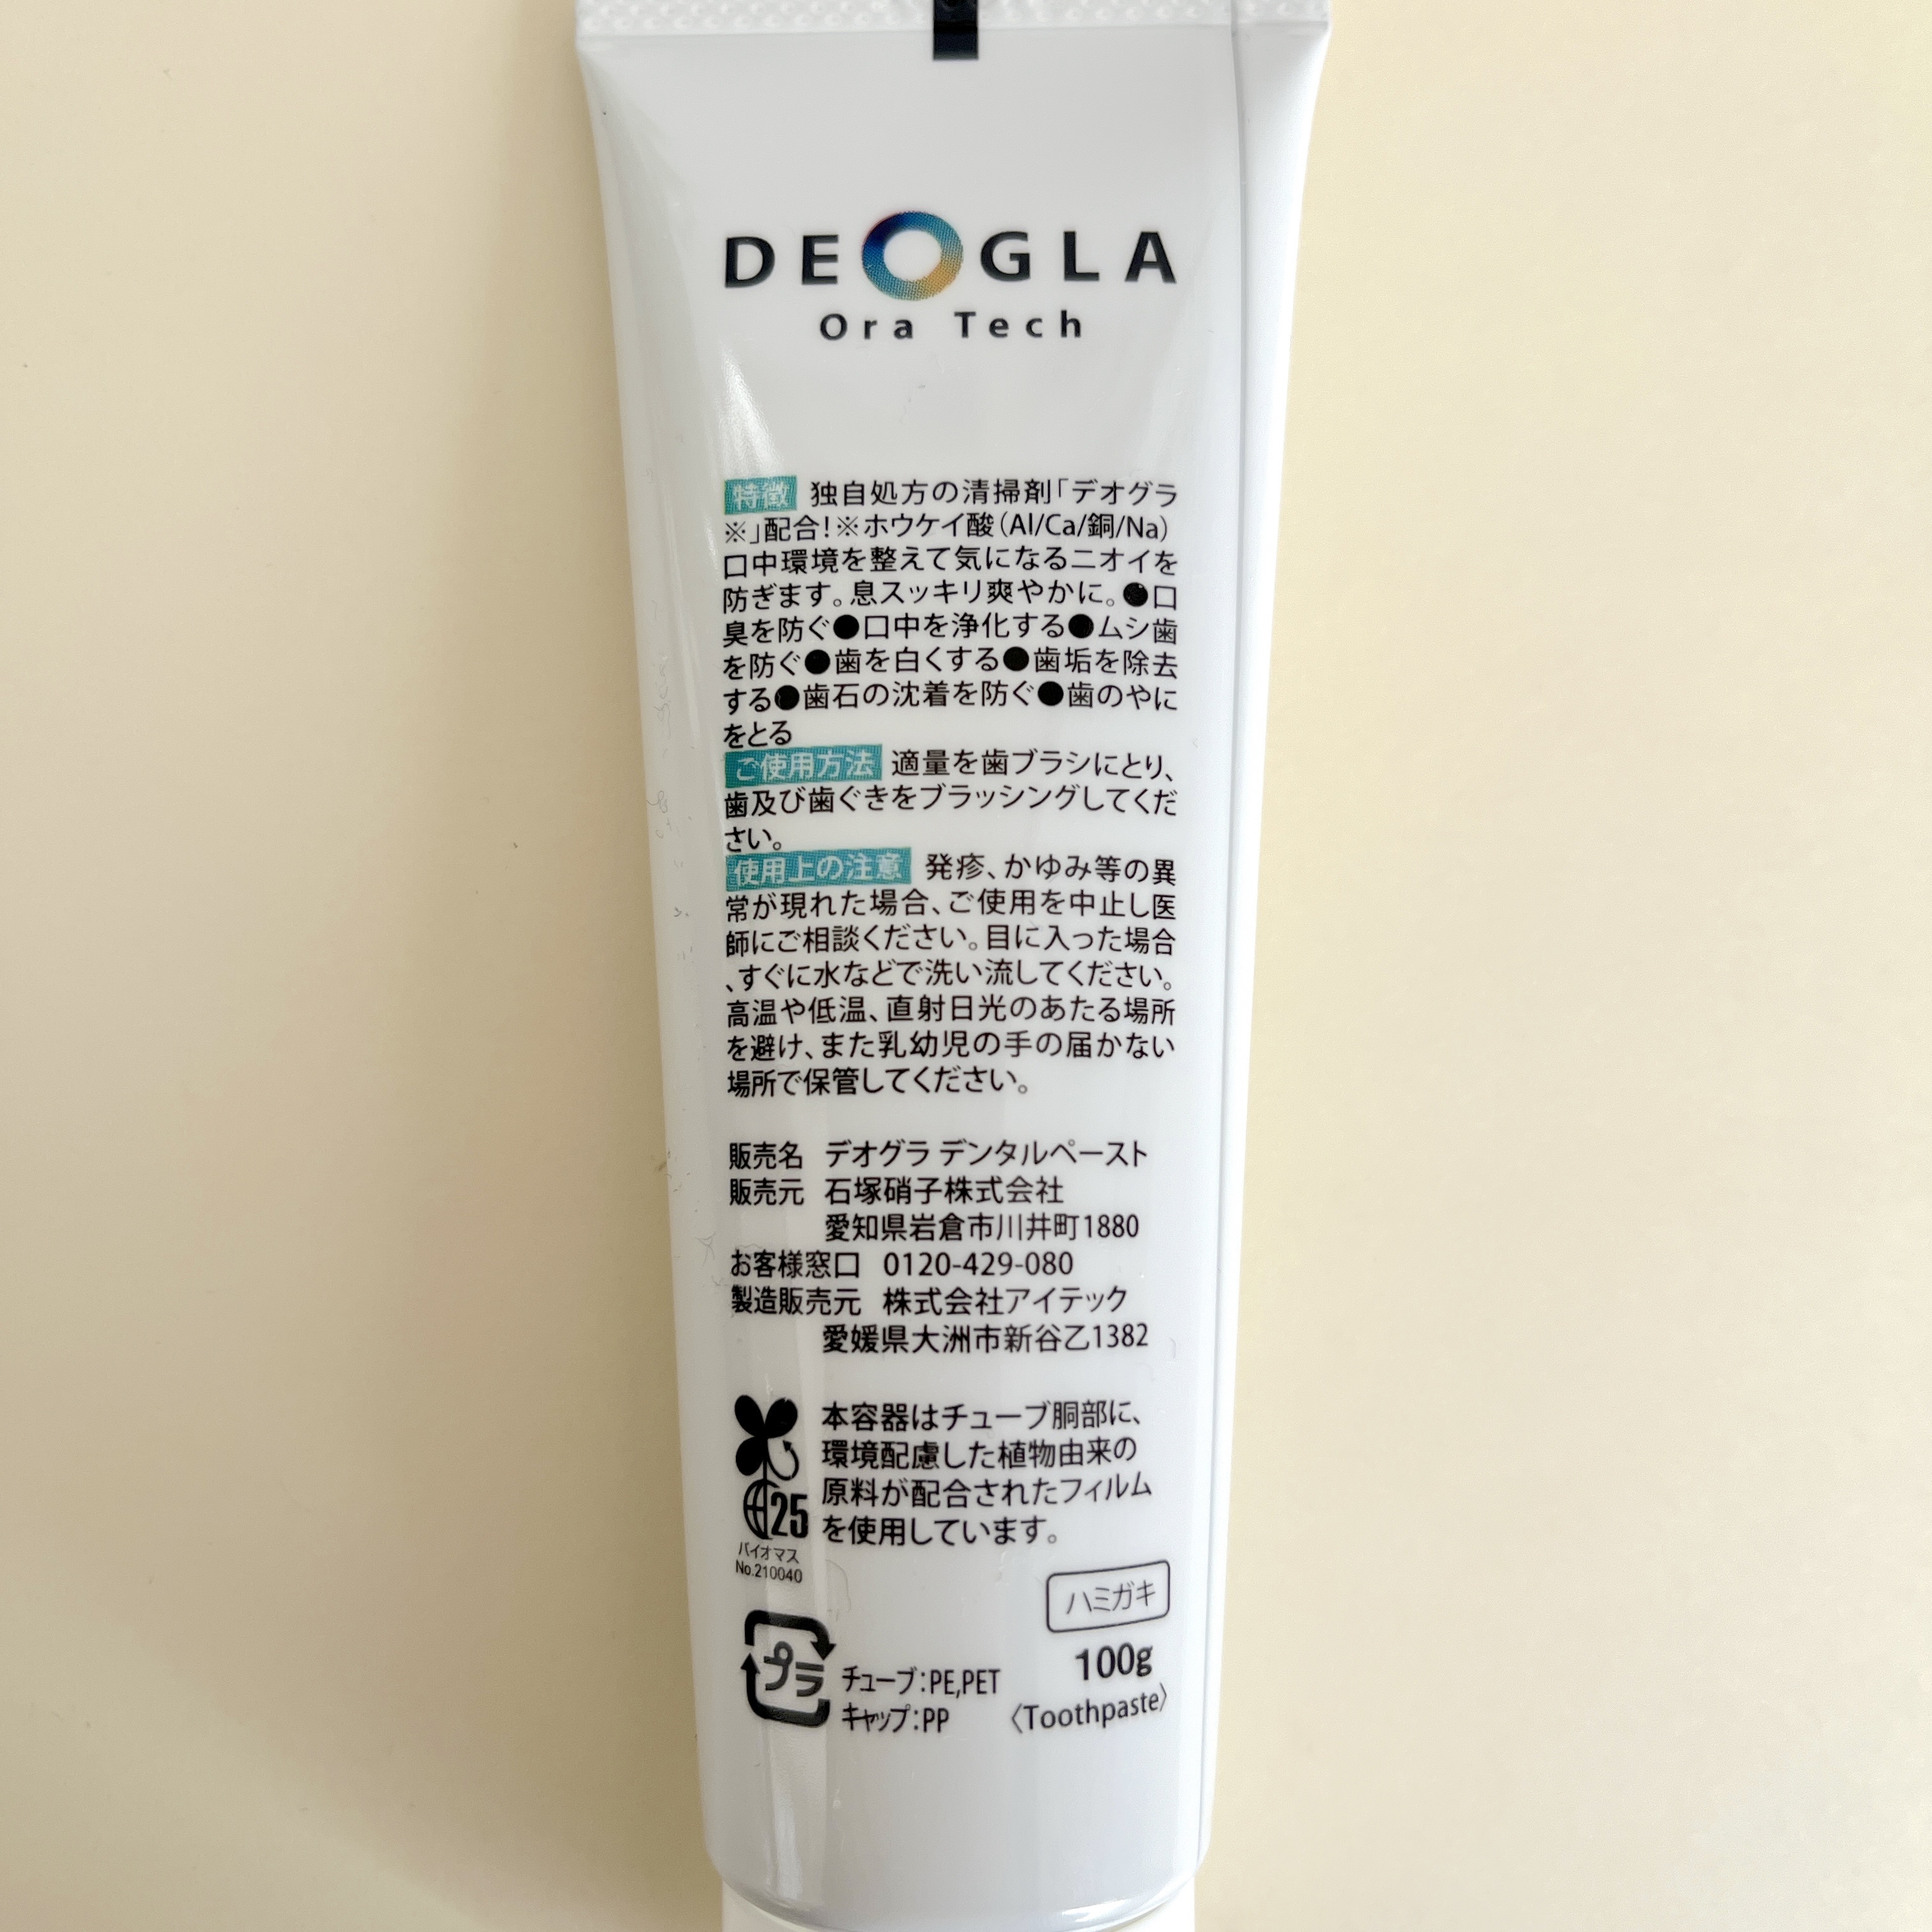 DEOGLA
Ora Tech
特徴 独自処方の清掃剤「デオグラ
※」配合!※ホウケイ酸(Al/Ca/銅/Na)
口中環境を整えて気になるニオイを
防ぎます。息スッキリ爽やかに。●口
臭を防ぐ●口中を浄化する●ムシ歯
を防ぐ●歯を白くする●歯垢を除去
する●歯石の沈着を防ぐ●歯のやに
をとる
ご使用方法 適量を歯ブラシにとり、
歯及び歯ぐきをブラッシングしてくだ
さい。
使用上の注意 発疹、かゆみ等の異
常が現れた場合、ご使用を中止し医
師にご相談ください。目に入った場合
、すぐに水などで洗い流してください。
高温や低温、直射日光のあたる場所
を避け、また乳幼児の手の届かない
場所で保管してください。
販売名 デオグラ デンタルペースト
販売元 石塚硝子株式会社
愛知県岩倉市川井町1880
お客様窓口 0120-429-080
製造販売元 株式会社アイテック
愛媛県大洲市新谷乙1382
本容器はチューブ胴部に、
環境配慮した植物由来の
原料が配合されたフィルム
を使用しています。
25
バイオマス
No.210040
ハミガキ
100g
〈Toothpaste〉
プラ
チューブ:PE,PET
キャップ:PP